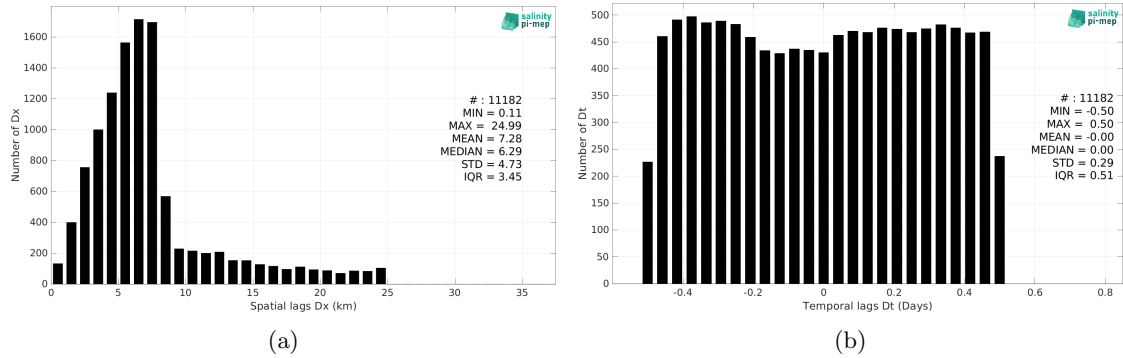 1600
1400
1200
1000
800
600
400
200
0
Number of Dx
0 5 10 15 20 25 30 35
Spatial lags Dx (km)
salinity
pi-mep
# : 11182
MIN = 0.11
MAX = 24.99
MEAN = 7.28
MEDIAN = 6.29
STD = 4.73
IQR = 3.45
(a)
500
450
400
350
300
250
200
150
100
50
0
Number of Dt
-0.4 -0.2 0 0.2 0.4 0.6 0.8
Temporal lags Dt (Days)
salinity
pi-mep
# : 11182
MIN = -0.50
MAX = 0.50
MEAN = -0.00
MEDIAN = 0.00
STD = 0.29
IQR = 0.51
(b)